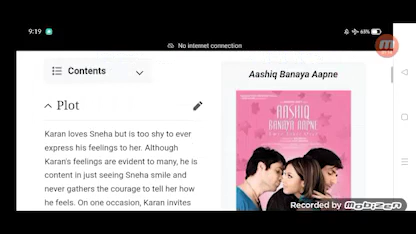 9:19
63%
No internet connection
Contents
Aashiq Banaya Aapne
Plot
AASHIQ
BANAYA AAPNE
Karan loves Sneha but is too shy to ever
express his feelings to her. Although
Karan's feelings are evident to many, he is
content in just seeing Sneha smile and
never gathers the courage to tell her how
he feels. On one occasion, Karan invites
Recorded by mobizen